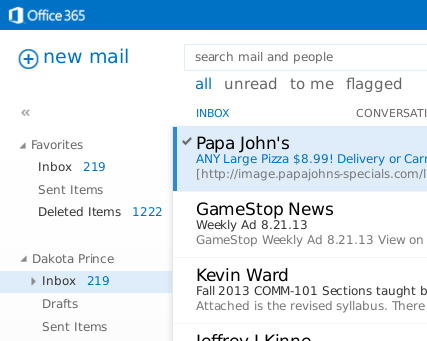 Office 365
new mail
search mail and people
all unread to me flagged
«
INBOX CONVERSATI
Favorites
Inbox 219
Sent Items
Deleted Items 1222
Dakota Prince
Inbox 219
Drafts
Sent Items
Papa John's
ANY Large Pizza $8.99! Delivery or Carr
[http://image.papajohns-specials.com/l
GameStop News
Weekly Ad 8.21.13
GameStop Weekly Ad 8.21.13 View on
Kevin Ward
Fall 2013 COMM-101 Sections taught b
Attached is the revised syllabus. There
Jeffrey L Kinne